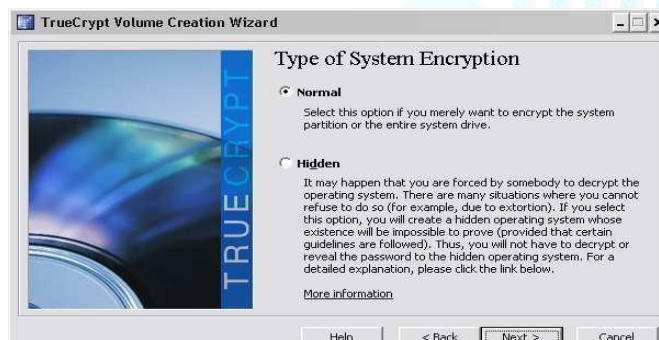 TrueCrypt Volume Creation Wizard
TRUECRYPT
Type of System Encryption
Normal
Select this option if you merely want to encrypt the system
partition or the entire system drive.
Hidden
It may happen that you are forced by somebody to decrypt the
operating system. There are many situations where you cannot
refuse to do so (for example, due to extortion). If you select
this option, you will create a hidden operating system whose
existence will be impossible to prove (provided that certain
guidelines are followed). Thus, you will not have to decrypt or
reveal the password to the hidden operating system. For a
detailed explanation, please click the link below.
More information
Help < Back Next > Cancel